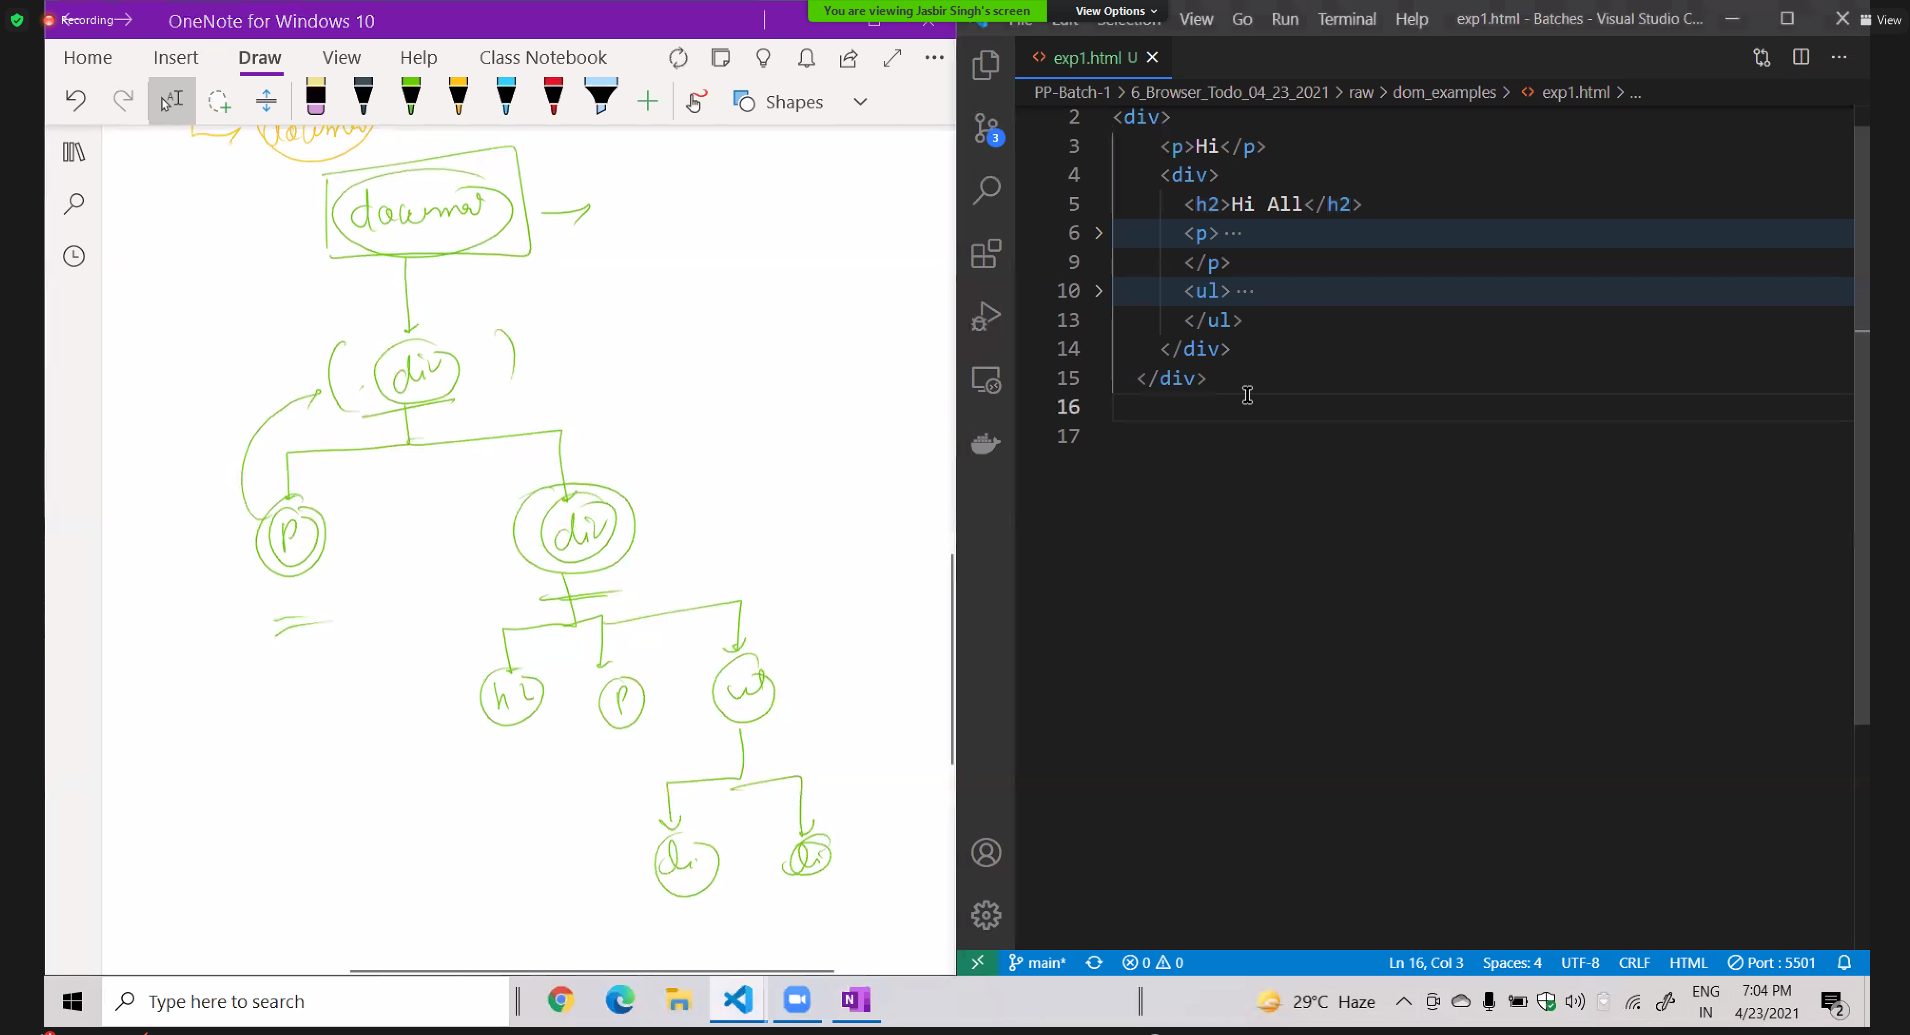 Recording
OneNote for Windows 10
You are viewing Jasbir Singh's screen
View Options
File Edit Selection View Go Run Terminal Help
exp1.html - Batches - Visual Studio C...
View
Home Insert Draw View Help Class Notebook
Shapes
exp1.html U
PP-Batch-1 > 6_Browser_Todo_04_23_2021 > raw > dom_examples > exp1.html > ...
document
div
p
div
h2 p ul
li li
2 <div>
3 <p>Hi</p>
4 <div>
5 <h2>Hi All</h2>
6 <p>···
9 </p>
10 <ul>···
13 </ul>
14 </div>
15 </div>
16
17
3
main* 0 0 Ln 16, Col 3 Spaces: 4 UTF-8 CRLF HTML Port : 5501
Type here to search
29°C Haze
ENG
IN
7:04 PM
4/23/2021
2